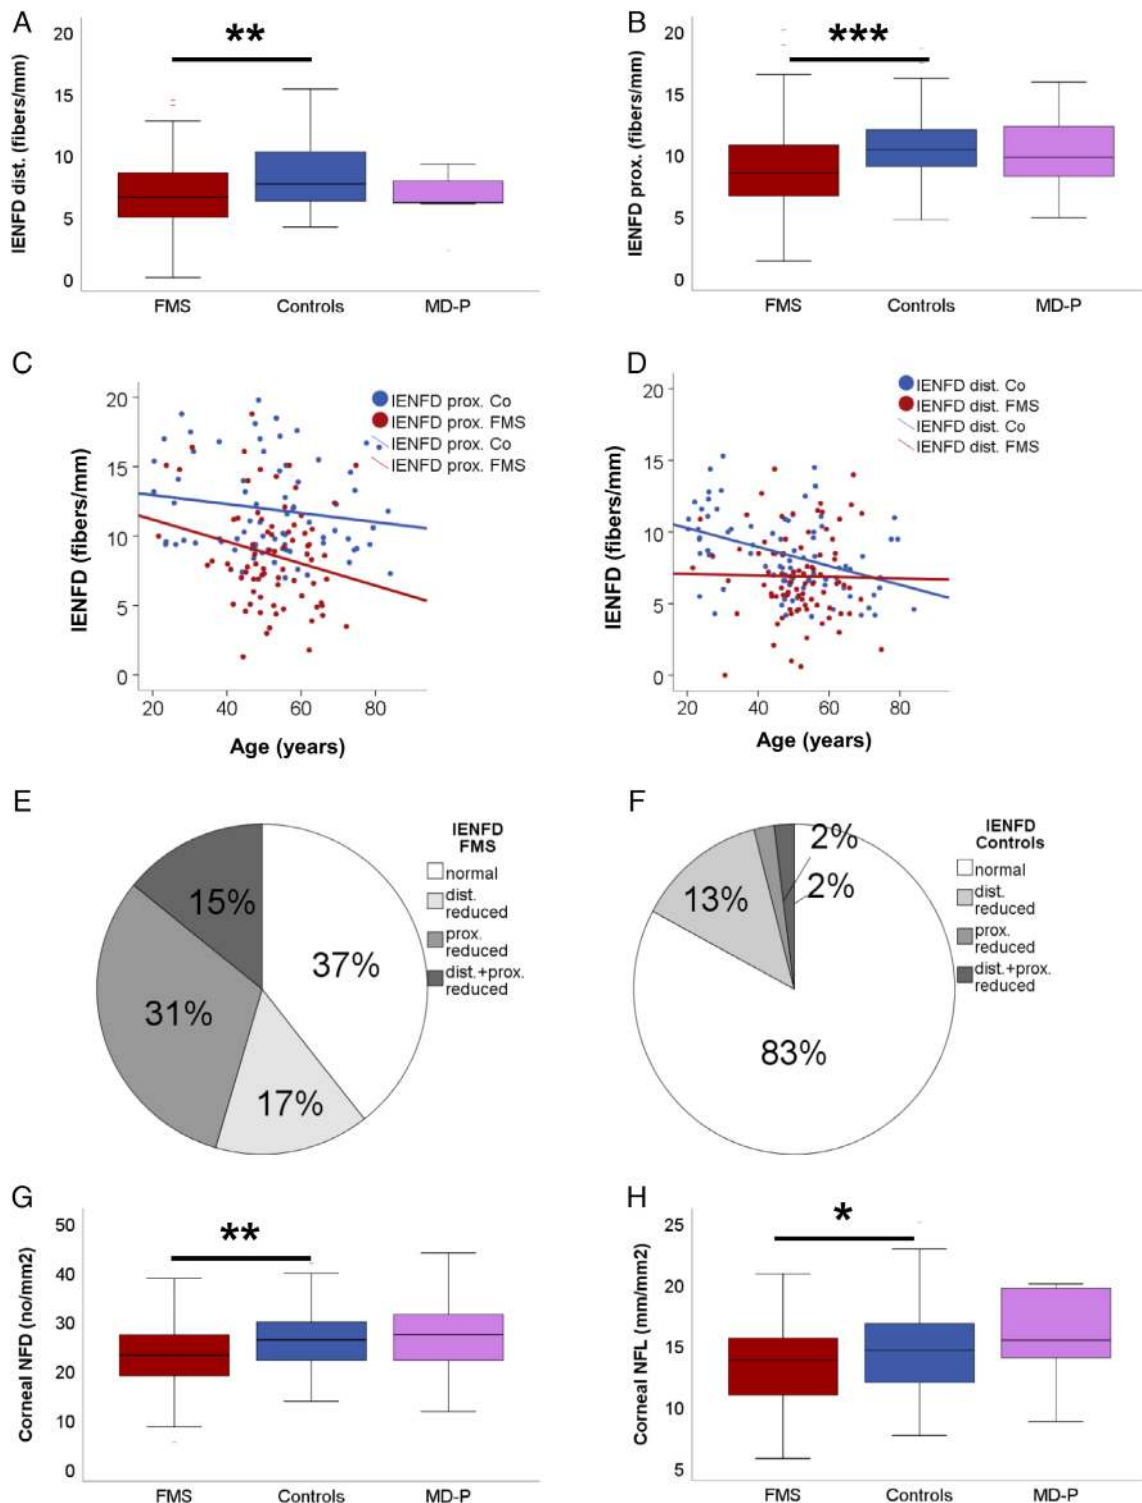 A
20
15
10
5
0
IENFD dist. (fibers/mm)
**
FMS
Controls
MD-P
B
20
15
10
5
0
IENFD prox. (fibers/mm)
***
FMS
Controls
MD-P
C
20
15
10
5
0
IENFD (fibers/mm)
IENFD prox. Co
IENFD prox. FMS
IENFD prox. Co
IENFD prox. FMS
20
40
60
80
Age (years)
D
20
15
10
5
0
IENFD (fibers/mm)
IENFD dist. Co
IENFD dist. FMS
IENFD dist. Co
IENFD dist. FMS
20
40
60
80
Age (years)
E
15%
37%
31%
17%
IENFD
FMS
normal
dist.
reduced
prox.
reduced
dist.+prox.
reduced
F
2%
2%
13%
83%
IENFD
Controls
normal
dist.
reduced
prox.
reduced
dist.+prox.
reduced
G
50
40
30
20
10
0
Corneal NFD (no/mm2)
**
FMS
Controls
MD-P
H
25
20
15
10
5
Corneal NFL (mm/mm2)
*
FMS
Controls
MD-P